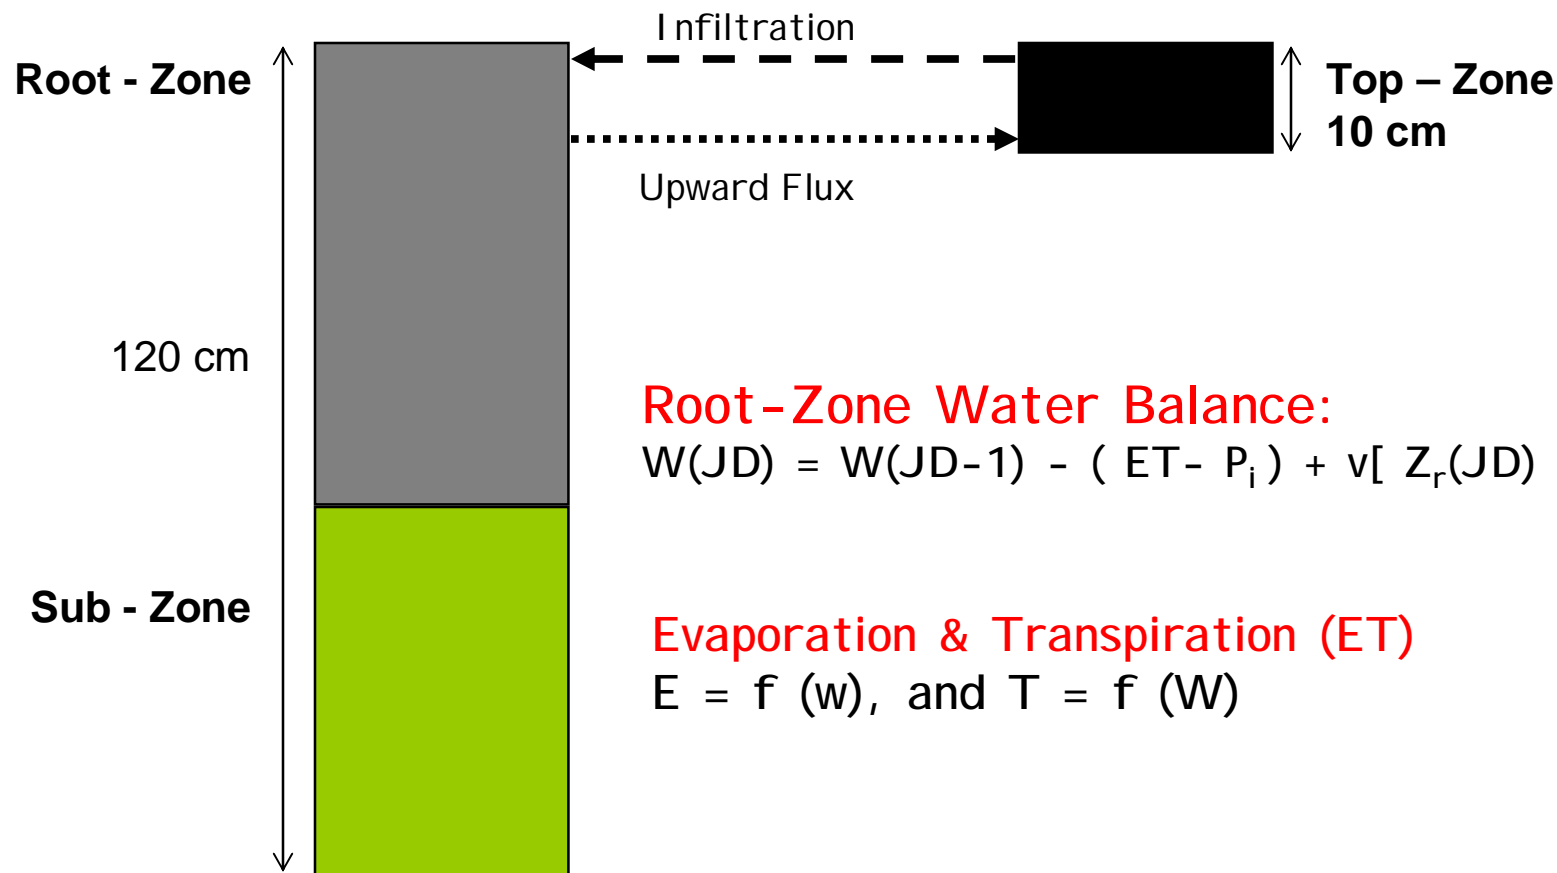 Infiltration
Root - Zone
Top – Zone
10 cm
Upward Flux
120 cm
Root-Zone Water Balance:
W(JD) = W(JD-1) - ( ET- Pi ) + v[ Zr(JD)
Sub - Zone
Evaporation & Transpiration (ET)
E = f (w), and T = f (W)